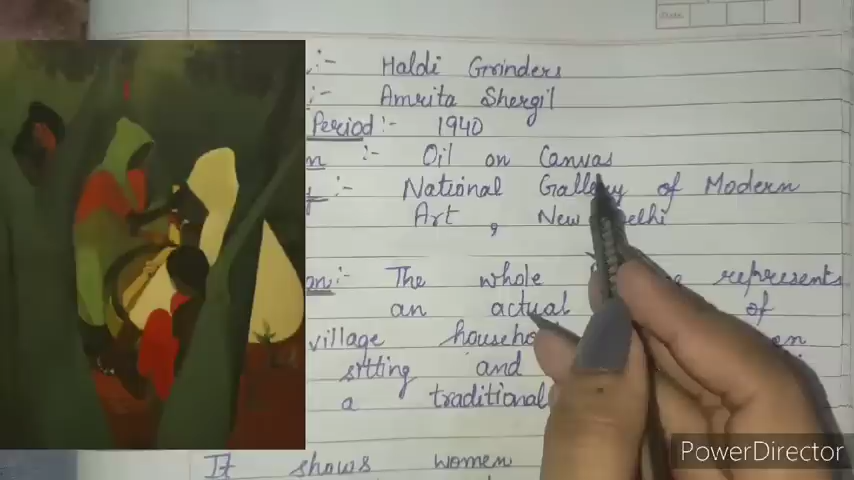 :- Haldi Grinders
:- Amrita Shergil
Period :- 1940
n :- Oil on Canvas
:- National Gallery of Modern
Art , New Delhi
on :- The whole represents
an actual of
village
sitting and
a traditional
It shows women
PowerDirector